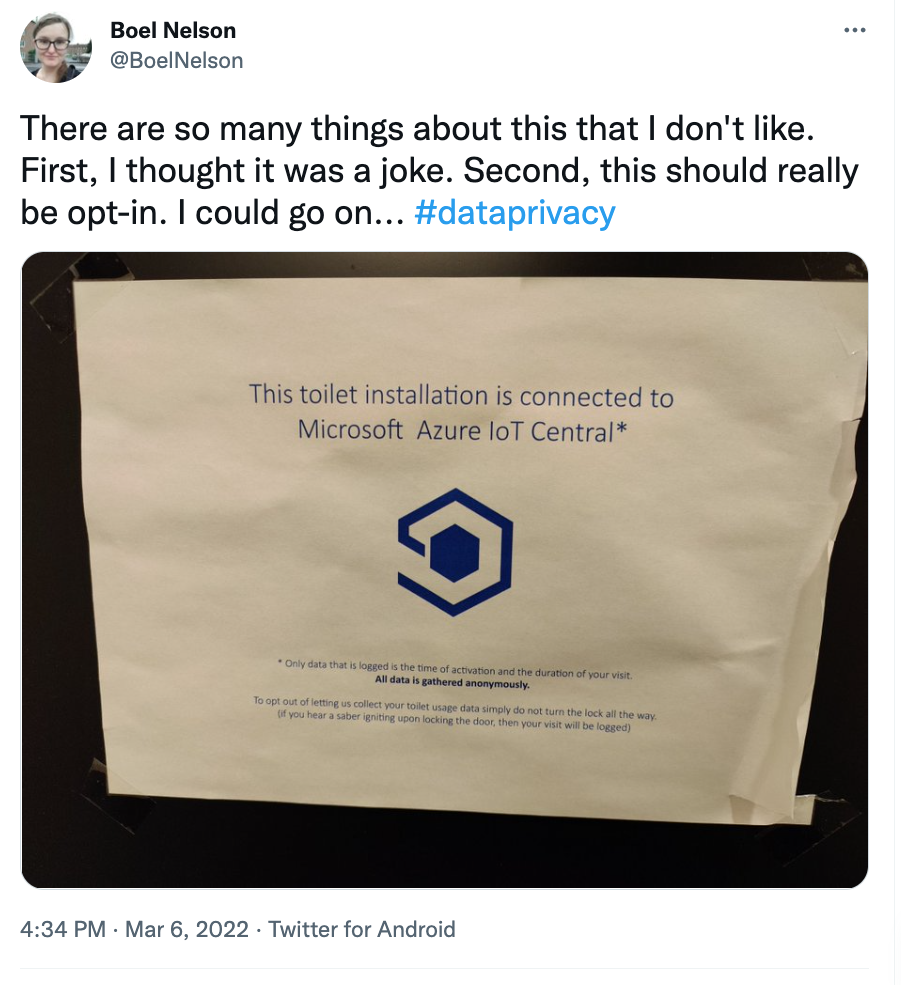 Boel Nelson
@BoelNelson
There are so many things about this that I don't like.
First, I thought it was a joke. Second, this should really
be opt-in. I could go on... #dataprivacy
This toilet installation is connected to
Microsoft Azure IoT Central*
* Only data that is logged is the time of activation and the duration of your visit.
All data is gathered anonymously.
To opt out of letting us collect your toilet usage data simply do not turn the lock all the way.
(if you hear a saber igniting upon locking the door, then your visit will be logged)
4:34 PM · Mar 6, 2022 · Twitter for Android